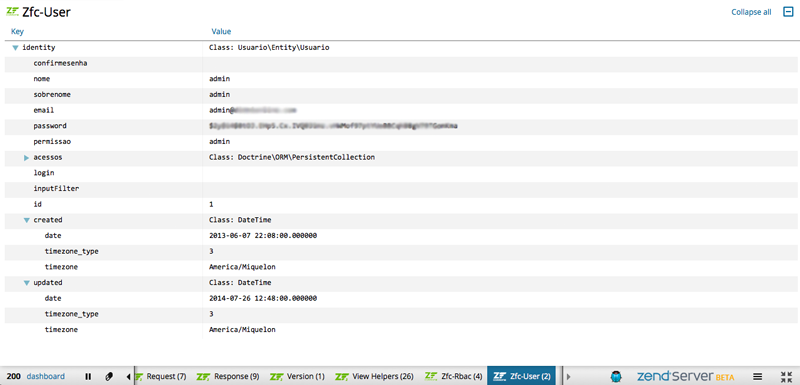 ZF Zfc-User Collapse all
Key Value
identity Class: Usuario\Entity\Usuario
confirmesenha
nome admin
sobrenome admin
email admin@
password
permissao admin
acessos Class: Doctrine\ORM\PersistentCollection
login
inputFilter
id 1
created Class: DateTime
date 2013-06-07 22:08:00.000000
timezone_type 3
timezone America/Miquelon
updated Class: DateTime
date 2014-07-26 12:48:00.000000
timezone_type 3
timezone America/Miquelon
200 dashboard ZF Request (7) ZF Response (9) ZF Version (1) ZF View Helpers (26) ZF Zfc-Rbac (4) ZF Zfc-User (2) zend server BETA